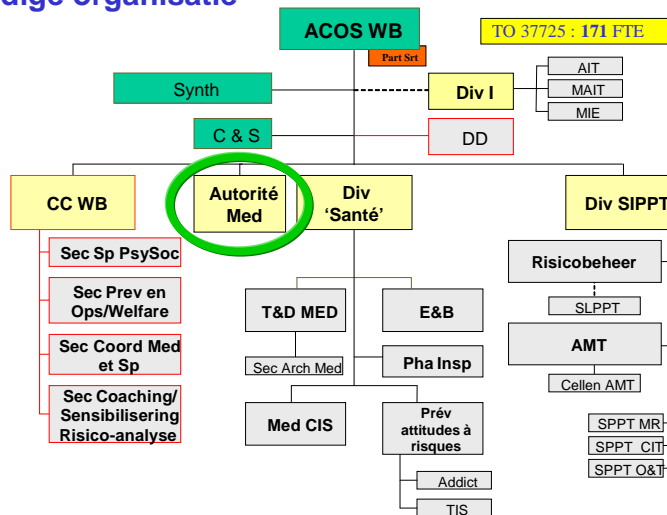 dige organisatie
ACOS WB
TO 37725 : 171 FTE
Part Srt
AIT
Synth
Div I
MAIT
MIE
C & S
DD
CC WB
Autorité
Med
Div
‘Santé’
Div SIPPT
Sec Sp PsySoc
Sec Prev en
Ops/Welfare
Sec Coord Med
et Sp
Sec Coaching/
Sensibilisering
Risico-analyse
T&D MED
Sec Arch Med
E&B
Pha Insp
Med CIS
Prév
attitudes à
risques
Addict
TIS
Risicobeheer
SLPPT
AMT
Cellen AMT
SPPT MR
SPPT CIT
SPPT O&T